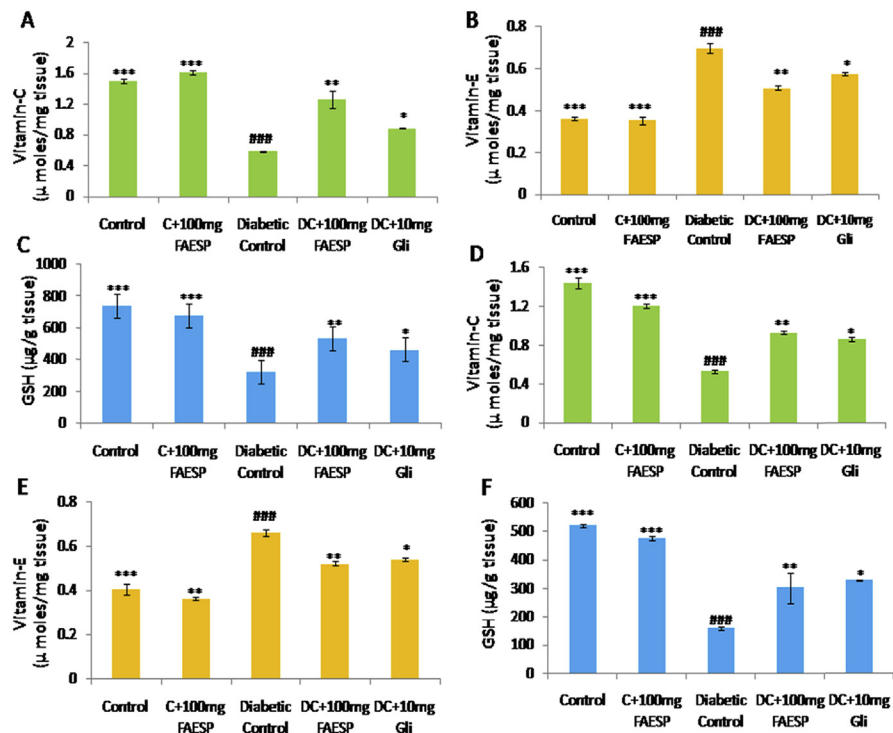 A
Vitamin-C
(µ moles/mg tissue)
2
1.6
1.2
0.8
0.4
0
***
***
###
**
*
Control
C+100mg
FAESP
Diabetic
Control
DC+100mg
FAESP
DC+10mg
Gli
B
Vitamin-E
(µ moles/mg tissue)
0.8
0.6
0.4
0.2
0
***
***
###
**
*
Control
C+100mg
FAESP
Diabetic
Control
DC+100mg
FAESP
DC+10mg
Gli
C
GSH (µg/g tissue)
1000
800
600
400
200
0
***
***
###
**
*
Control
C+100mg
FAESP
Diabetic
Control
DC+100mg
FAESP
DC+10mg
Gli
D
Vitamin-C
(µ moles/mg tissue)
1.6
1.2
0.8
0.4
0
***
***
###
**
*
Control
C+100mg
FAESP
Diabetic
Control
DC+100mg
FAESP
DC+10mg
Gli
E
Vitamin-E
(µ moles/mg tissue)
0.8
0.6
0.4
0.2
0
***
**
###
**
*
Control
C+100mg
FAESP
Diabetic
Control
DC+100mg
FAESP
DC+10mg
Gli
F
GSH (µg/g tissue)
600
500
400
300
200
100
0
***
***
###
**
*
Control
C+100mg
FAESP
Diabetic
Control
DC+100mg
FAESP
DC+10mg
Gli